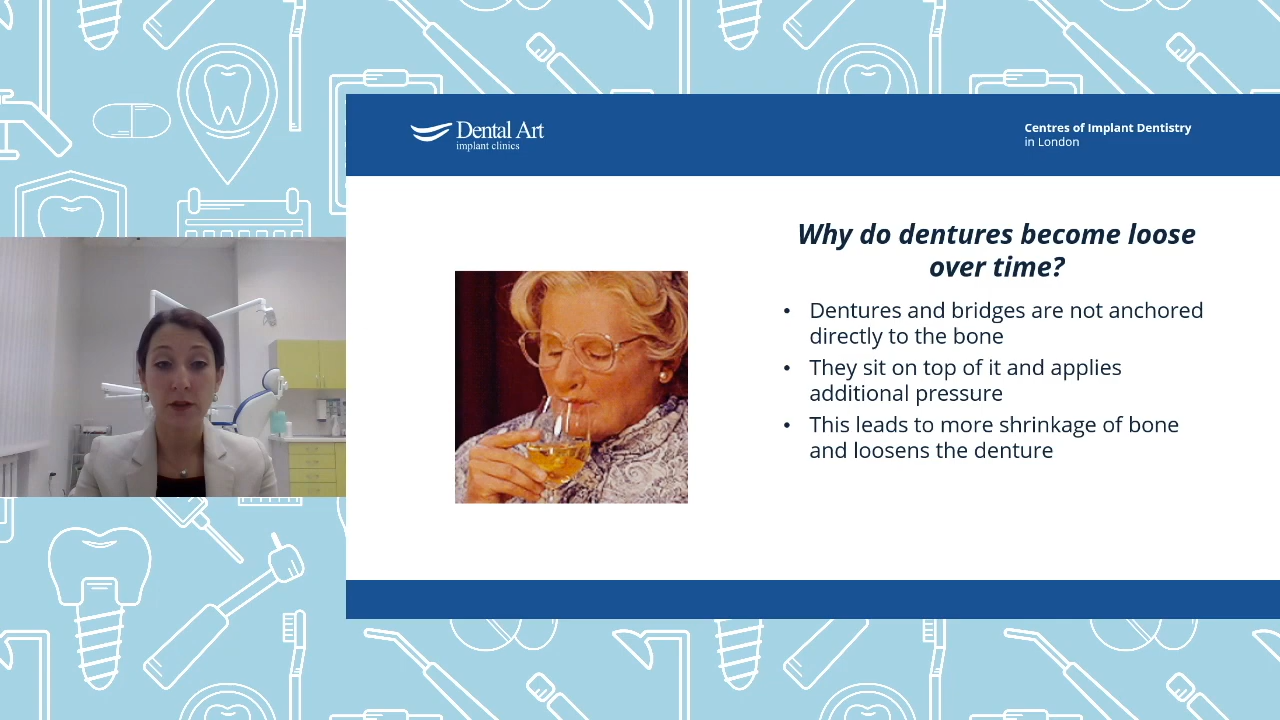 Dental Art
implant clinics
Centres of Implant Dentistry
in London
Why do dentures become loose
over time?
• Dentures and bridges are not anchored
directly to the bone
• They sit on top of it and applies
additional pressure
• This leads to more shrinkage of bone
and loosens the denture